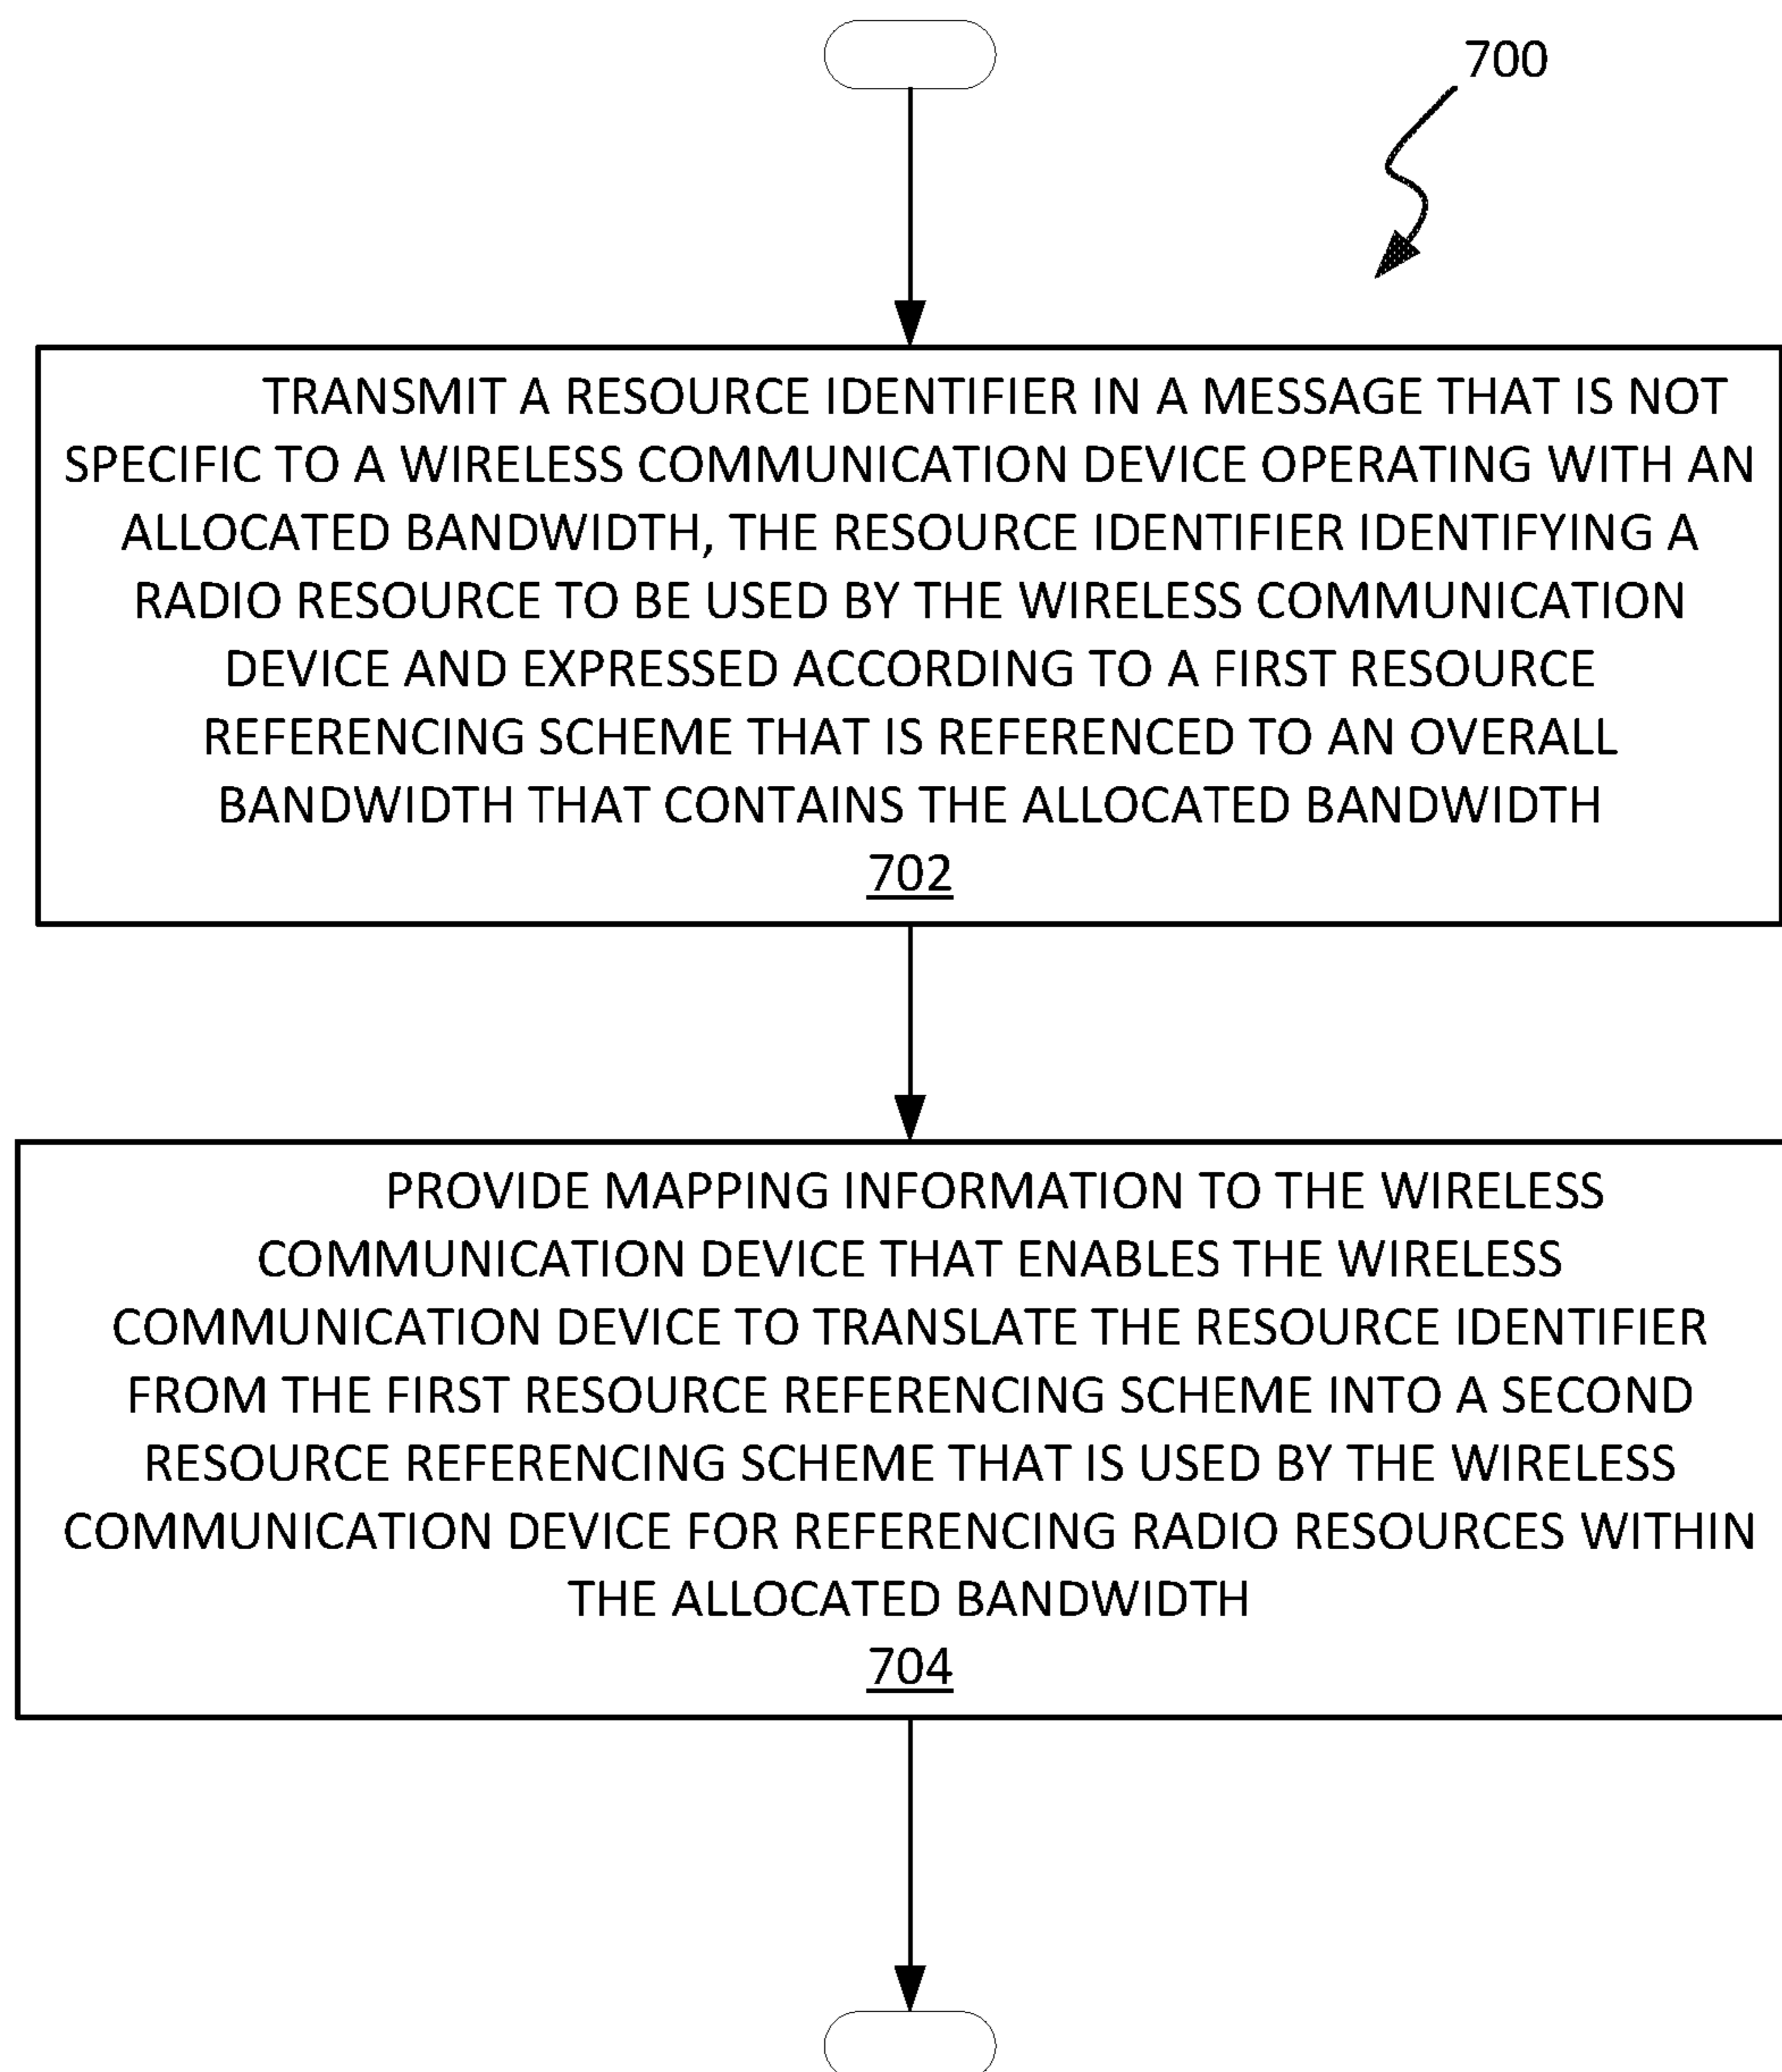 700
TRANSMIT A RESOURCE IDENTIFIER IN A MESSAGE THAT IS NOT
SPECIFIC TO A WIRELESS COMMUNICATION DEVICE OPERATING WITH AN
ALLOCATED BANDWIDTH, THE RESOURCE IDENTIFIER IDENTIFYING A
RADIO RESOURCE TO BE USED BY THE WIRELESS COMMUNICATION
DEVICE AND EXPRESSED ACCORDING TO A FIRST RESOURCE
REFERENCING SCHEME THAT IS REFERENCED TO AN OVERALL
BANDWIDTH THAT CONTAINS THE ALLOCATED BANDWIDTH
702
PROVIDE MAPPING INFORMATION TO THE WIRELESS
COMMUNICATION DEVICE THAT ENABLES THE WIRELESS
COMMUNICATION DEVICE TO TRANSLATE THE RESOURCE IDENTIFIER
FROM THE FIRST RESOURCE REFERENCING SCHEME INTO A SECOND
RESOURCE REFERENCING SCHEME THAT IS USED BY THE WIRELESS
COMMUNICATION DEVICE FOR REFERENCING RADIO RESOURCES WITHIN
THE ALLOCATED BANDWIDTH
704